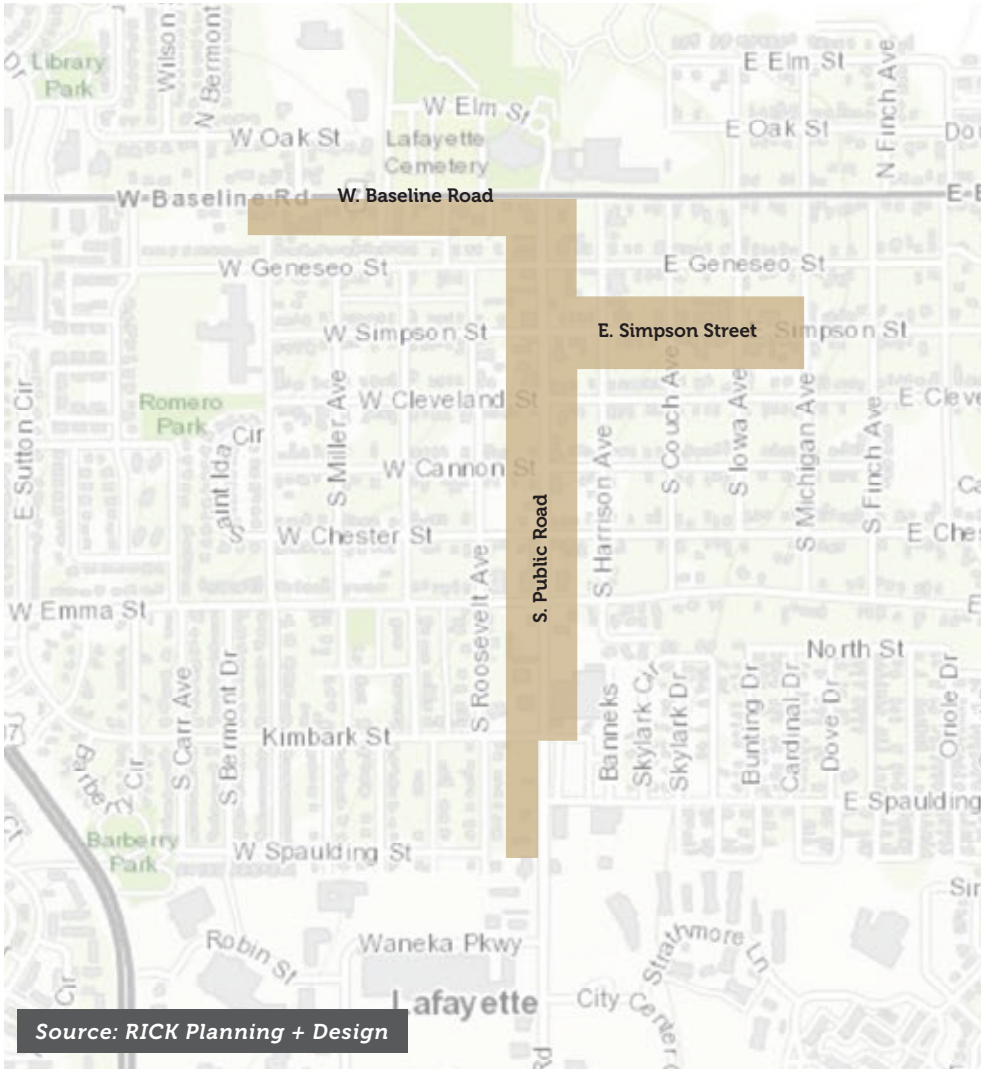 Library
Park
Wilson
N Bermont
Dr
W Elm St
E Elm St
N Finch Ave
W Oak St
Lafayette
Cemetery
E Oak St
W Baseline Rd
W. Baseline Road
W Geneseo St
E Geneseo St
W Simpson St
E. Simpson Street
Simpson St
E Sutton Cir
Romero
Park
S Miller Ave
W Cleveland St
S Couch Ave
S Iowa Ave
S Michigan Ave
S Finch Ave
E Cleve
aint Ida
Cir
S
W Cannon St
S Harrison Ave
W Chester St
E Ches
S. Public Road
S Roosevelt Ave
W Emma St
North St
S Carr Ave
S Bermont Dr
Kimbark St
Banneks
Skylark Cir
Skylark Dr
Bunting Dr
Cardinal Dr
Dove Dr
Oriole Dr
Cir
E Spaulding
Barberry
Park
W Spaulding St
Robin St
Waneka Pkwy
Strathmore Ln
Cir
Lafayette
City Center
Rd
Source: RICK Planning + Design